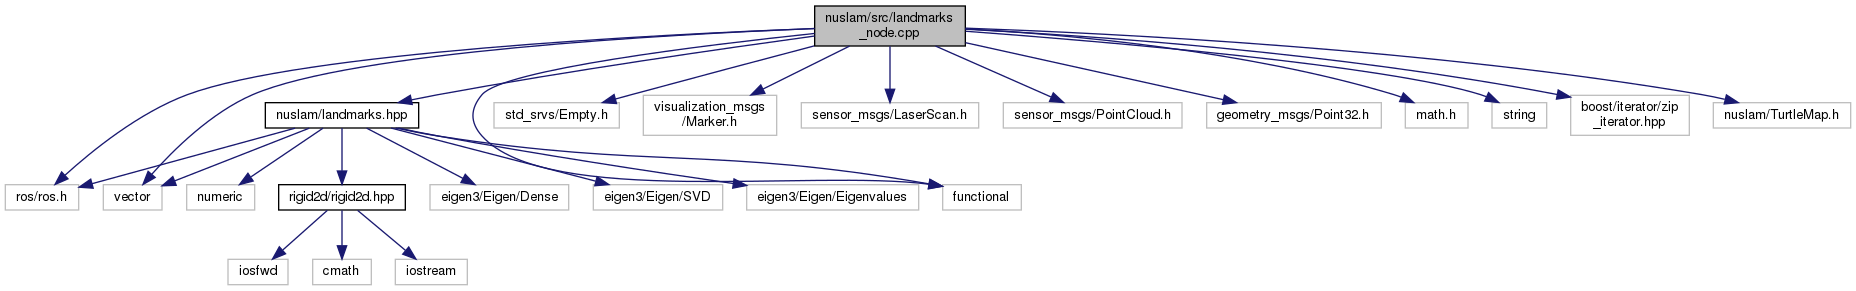 nuslam/src/landmarks
_node.cpp
nuslam/landmarks.hpp
std_srvs/Empty.h
visualization_msgs
/Marker.h
sensor_msgs/LaserScan.h
sensor_msgs/PointCloud.h
geometry_msgs/Point32.h
math.h
string
boost/iterator/zip
_iterator.hpp
nuslam/TurtleMap.h
ros/ros.h
vector
numeric
rigid2d/rigid2d.hpp
eigen3/Eigen/Dense
eigen3/Eigen/SVD
eigen3/Eigen/Eigenvalues
functional
iosfwd
cmath
iostream